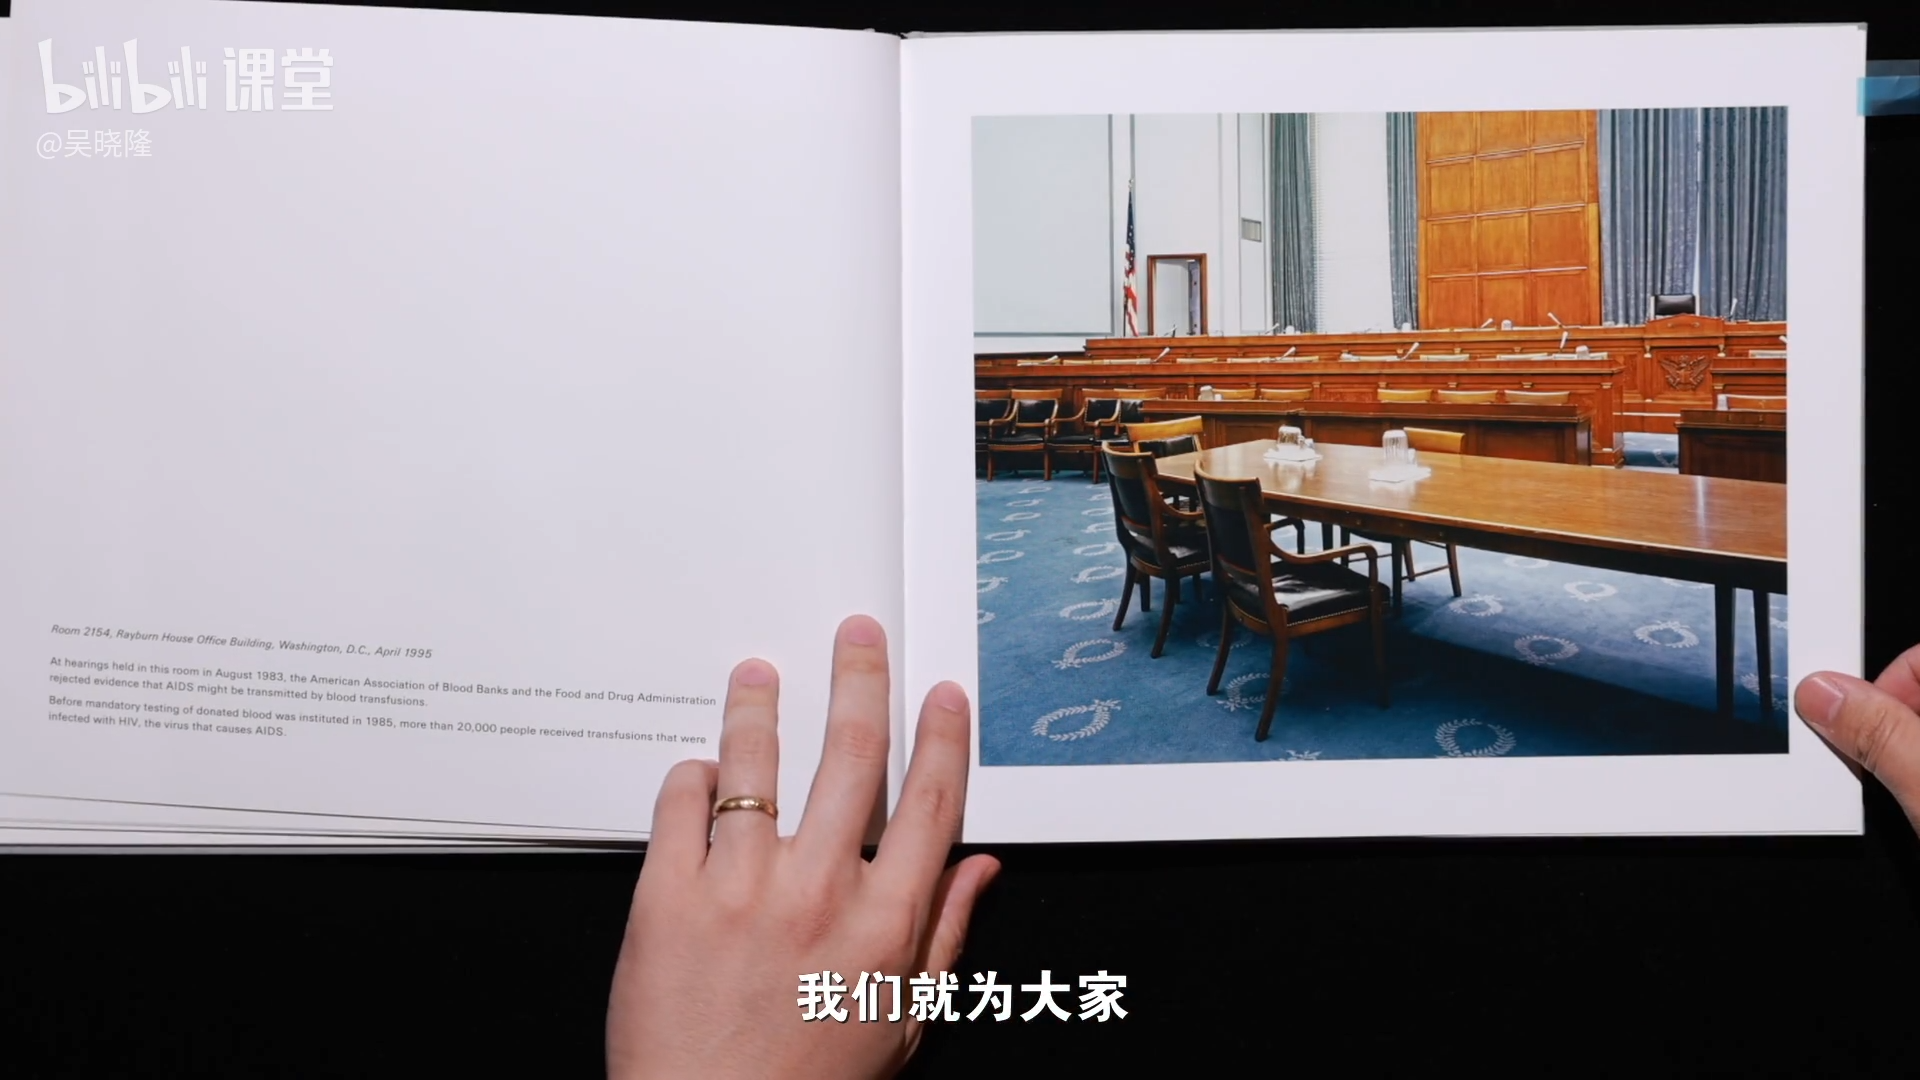 bilibili 课堂
@吴晓隆
Room 2154, Rayburn House Office Building, Washington, D.C., April 1995
At hearings held in this room in August 1983, the American Association of Blood Banks and the Food and Drug Administration
rejected evidence that AIDS might be transmitted by blood transfusions.
Before mandatory testing of donated blood was instituted in 1985, more than 20,000 people received transfusions that were
infected with HIV, the virus that causes AIDS.
我们就为大家